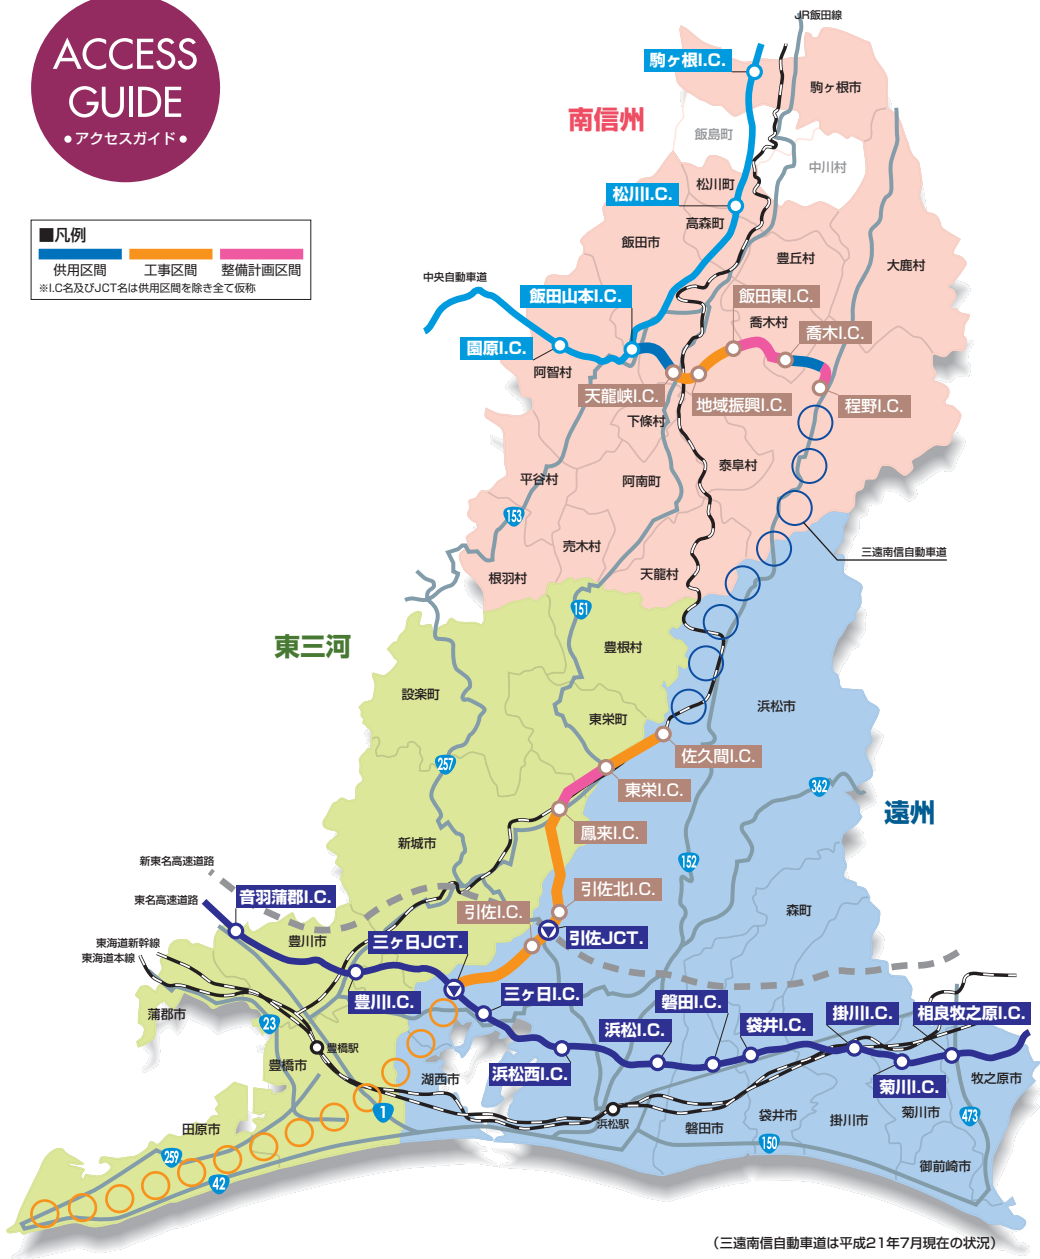 ACCESS
GUIDE
●アクセスガイド●
■凡例
供用区間 工事区間 整備計画区間
※I.C名及びJCT名は供用区間を除き全て仮称
JR飯田線
駒ヶ根I.C.
駒ヶ根市
南信州
飯島町
中川村
松川町
松川I.C.
高森町
飯田市
豊丘村
大鹿村
中央自動車道
飯田山本I.C.
飯田東I.C.
喬木村
喬木I.C.
園原I.C.
阿智村
天龍峡I.C.
地域振興I.C.
程野I.C.
下條村
泰阜村
平谷村
阿南町
153
売木村
三遠南信自動車道
根羽村
天龍村
151
東三河
豊根村
設楽町
浜松市
東栄町
佐久間I.C.
257
東栄I.C.
362
遠州
鳳来I.C.
新城市
152
新東名高速道路
東名高速道路
音羽蒲郡I.C.
引佐北I.C.
引佐I.C.
森町
豊川市
三ヶ日JCT.
引佐JCT.
東海道新幹線
東海道本線
豊川I.C.
三ヶ日I.C.
磐田I.C.
蒲郡市
23
浜松I.C.
袋井I.C.
掛川I.C.
相良牧之原I.C.
豊橋駅
豊橋市
湖西市
浜松西I.C.
菊川I.C.
牧之原市
1
浜松駅
田原市
磐田市
袋井市
掛川市
菊川市
473
259
150
42
御前崎市
（三遠南信自動車道は平成21年7月現在の状況）